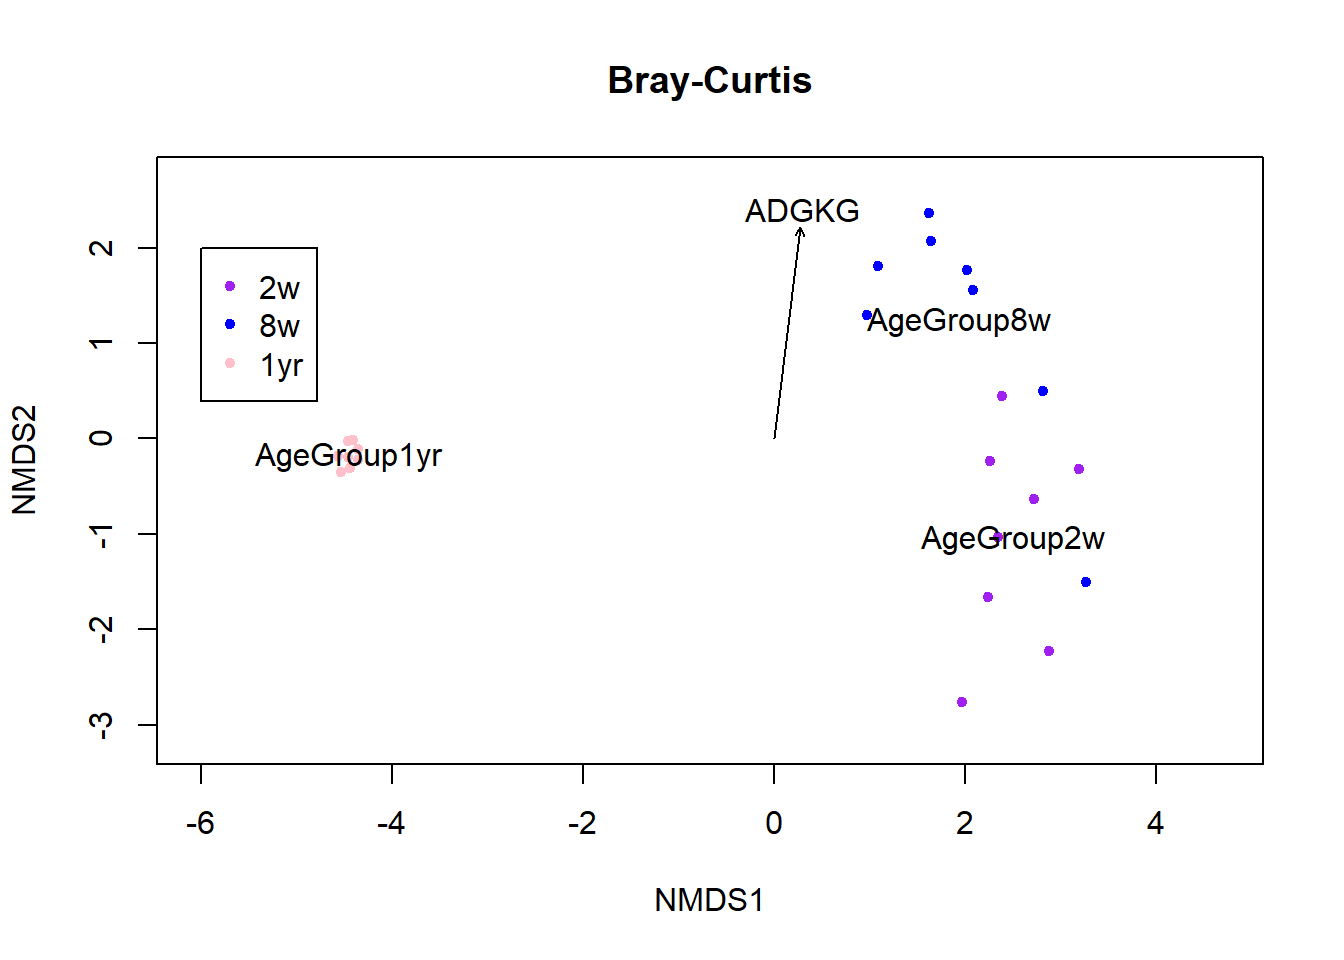 Bray-Curtis
ADGKG
2w
8w
1yr
AgeGroup8w
AgeGroup1yr
AgeGroup2w
NMDS2
2
1
0
-1
-2
-3
-6
-4
-2
0
2
4
NMDS1